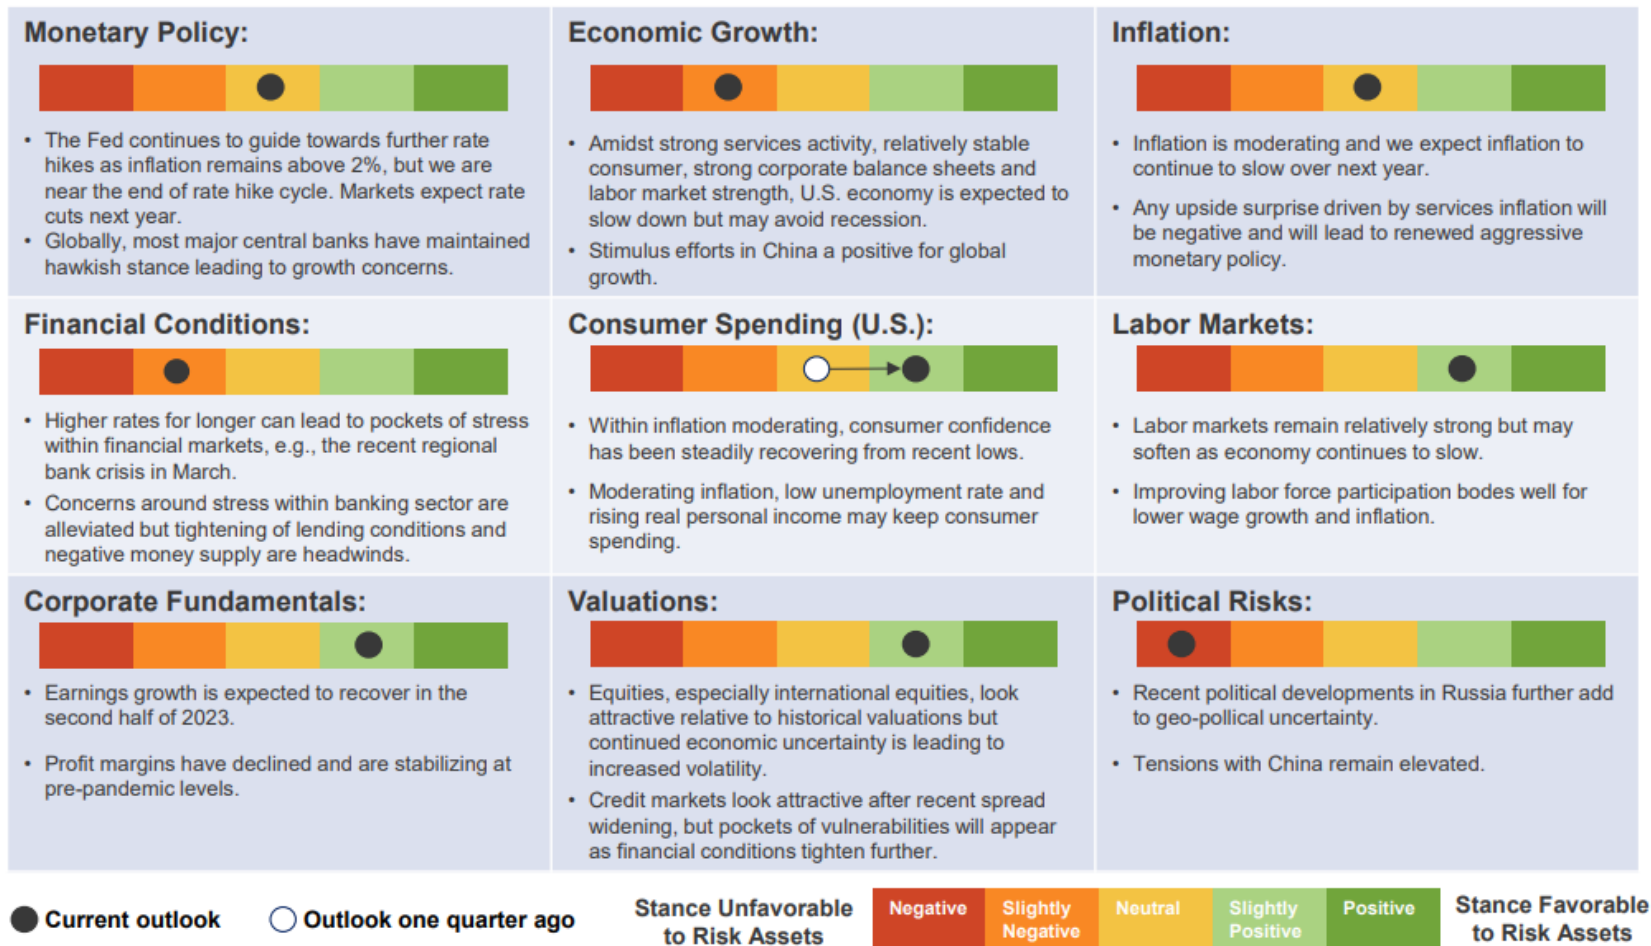 Monetary Policy:
• The Fed continues to guide towards further rate
hikes as inflation remains above 2%, but we are
near the end of rate hike cycle. Markets expect rate
cuts next year.
• Globally, most major central banks have maintained
hawkish stance leading to growth concerns.
Economic Growth:
• Amidst strong services activity, relatively stable
consumer, strong corporate balance sheets and
labor market strength, U.S. economy is expected to
slow down but may avoid recession.
• Stimulus efforts in China a positive for global
growth.
Inflation:
• Inflation is moderating and we expect inflation to
continue to slow over next year.
• Any upside surprise driven by services inflation will
be negative and will lead to renewed aggressive
monetary policy.
Financial Conditions:
• Higher rates for longer can lead to pockets of stress
within financial markets, e.g., the recent regional
bank crisis in March.
• Concerns around stress within banking sector are
alleviated but tightening of lending conditions and
negative money supply are headwinds.
Consumer Spending (U.S.):
• Within inflation moderating, consumer confidence
has been steadily recovering from recent lows.
• Moderating inflation, low unemployment rate and
rising real personal income may keep consumer
spending.
Labor Markets:
• Labor markets remain relatively strong but may
soften as economy continues to slow.
• Improving labor force participation bodes well for
lower wage growth and inflation.
Corporate Fundamentals:
• Earnings growth is expected to recover in the
second half of 2023.
• Profit margins have declined and are stabilizing at
pre-pandemic levels.
Valuations:
• Equities, especially international equities, look
attractive relative to historical valuations but
continued economic uncertainty is leading to
increased volatility.
• Credit markets look attractive after recent spread
widening, but pockets of vulnerabilities will appear
as financial conditions tighten further.
Political Risks:
• Recent political developments in Russia further add
to geo-pollical uncertainty.
• Tensions with China remain elevated.
Current outlook
Outlook one quarter ago
Stance Unfavorable
to Risk Assets
Negative
Slightly
Negative
Neutral
Slightly
Positive
Positive
Stance Favorable
to Risk Assets